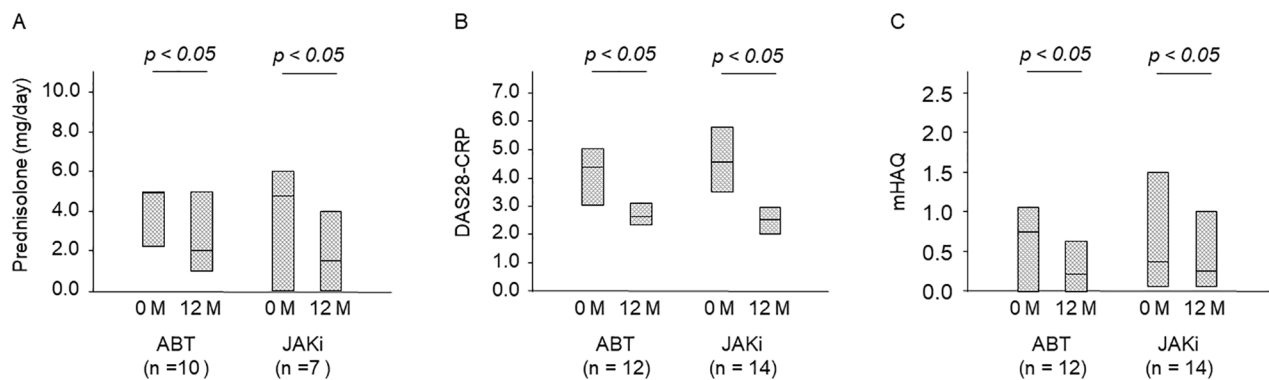 A
p < 0.05
p < 0.05
Prednisolone (mg/day)
10.0
8.0
6.0
4.0
2.0
0.0
0 M 12 M 0 M 12 M
ABT JAKi
(n =10 ) (n =7 )
B
p < 0.05
p < 0.05
DAS28-CRP
7.0
6.0
5.0
4.0
3.0
2.0
1.0
0.0
0 M 12 M 0 M 12 M
ABT JAKi
(n = 12) (n = 14)
C
p < 0.05
p < 0.05
mHAQ
2.5
2.0
1.5
1.0
0.5
0.0
0 M 12 M 0 M 12 M
ABT JAKi
(n = 12) (n = 14)